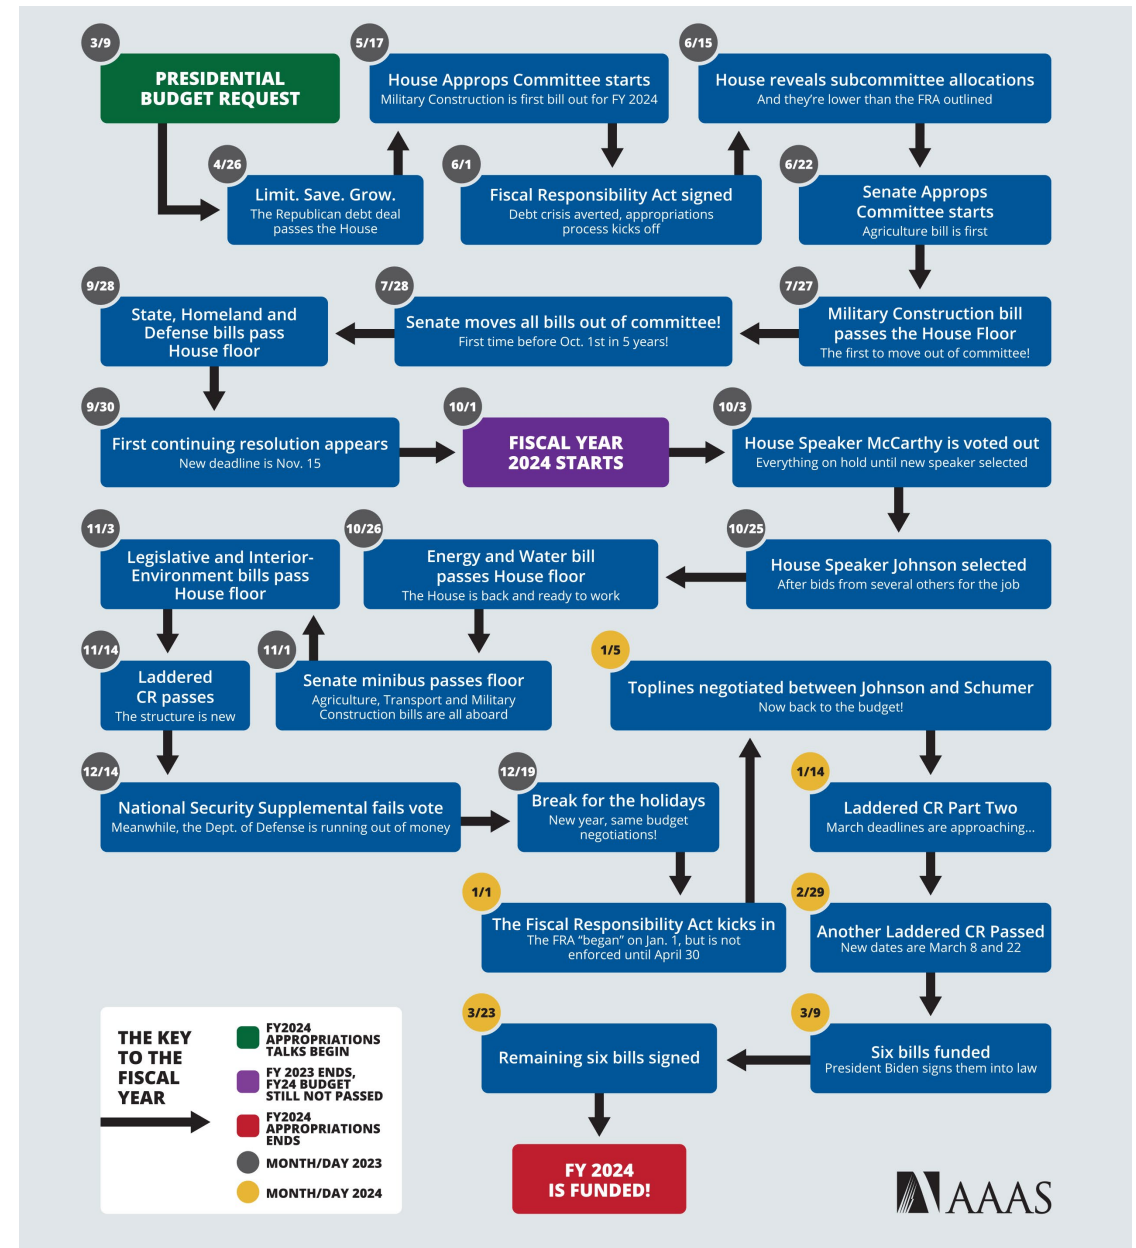 3/9
PRESIDENTIAL
BUDGET REQUEST
4/26
Limit. Save. Grow.
The Republican debt deal
passes the House
5/17
House Approps Committee starts
Military Construction is first bill out for FY 2024
6/1
Fiscal Responsibility Act signed
Debt crisis averted, appropriations
process kicks off
6/15
House reveals subcommittee allocations
And they're lower than the FRA outlined
6/22
Senate Approps
Committee starts
Agriculture bill is first
7/27
Military Construction bill
passes the House Floor
The first to move out of committee!
7/28
Senate moves all bills out of committee!
First time before Oct. 1st in 5 years!
9/28
State, Homeland and
Defense bills pass
House floor
9/30
First continuing resolution appears
New deadline is Nov. 15
10/1
FISCAL YEAR
2024 STARTS
10/3
House Speaker McCarthy is voted out
Everything on hold until new speaker selected
10/25
House Speaker Johnson selected
After bids from several others for the job
10/26
Energy and Water bill
passes House floor
The House is back and ready to work
11/1
Senate minibus passes floor
Agriculture, Transport and Military
Construction bills are all aboard
11/3
Legislative and Interior-
Environment bills pass
House floor
11/14
Laddered
CR passes
The structure is new
12/14
National Security Supplemental fails vote
Meanwhile, the Dept. of Defense is running out of money
12/19
Break for the holidays
New year, same budget
negotiations!
1/1
The Fiscal Responsibility Act kicks in
The FRA “began” on Jan. 1, but is not
enforced until April 30
1/5
Toplines negotiated between Johnson and Schumer
Now back to the budget!
1/14
Laddered CR Part Two
March deadlines are approaching...
2/29
Another Laddered CR Passed
New dates are March 8 and 22
3/9
Six bills funded
President Biden signs them into law
3/23
Remaining six bills signed
FY 2024
IS FUNDED!
THE KEY
TO THE
FISCAL
YEAR
FY2024
APPROPRIATIONS
TALKS BEGIN
FY 2023 ENDS,
FY24 BUDGET
STILL NOT PASSED
FY2024
APPROPRIATIONS
ENDS
MONTH/DAY 2023
MONTH/DAY 2024
AAAS